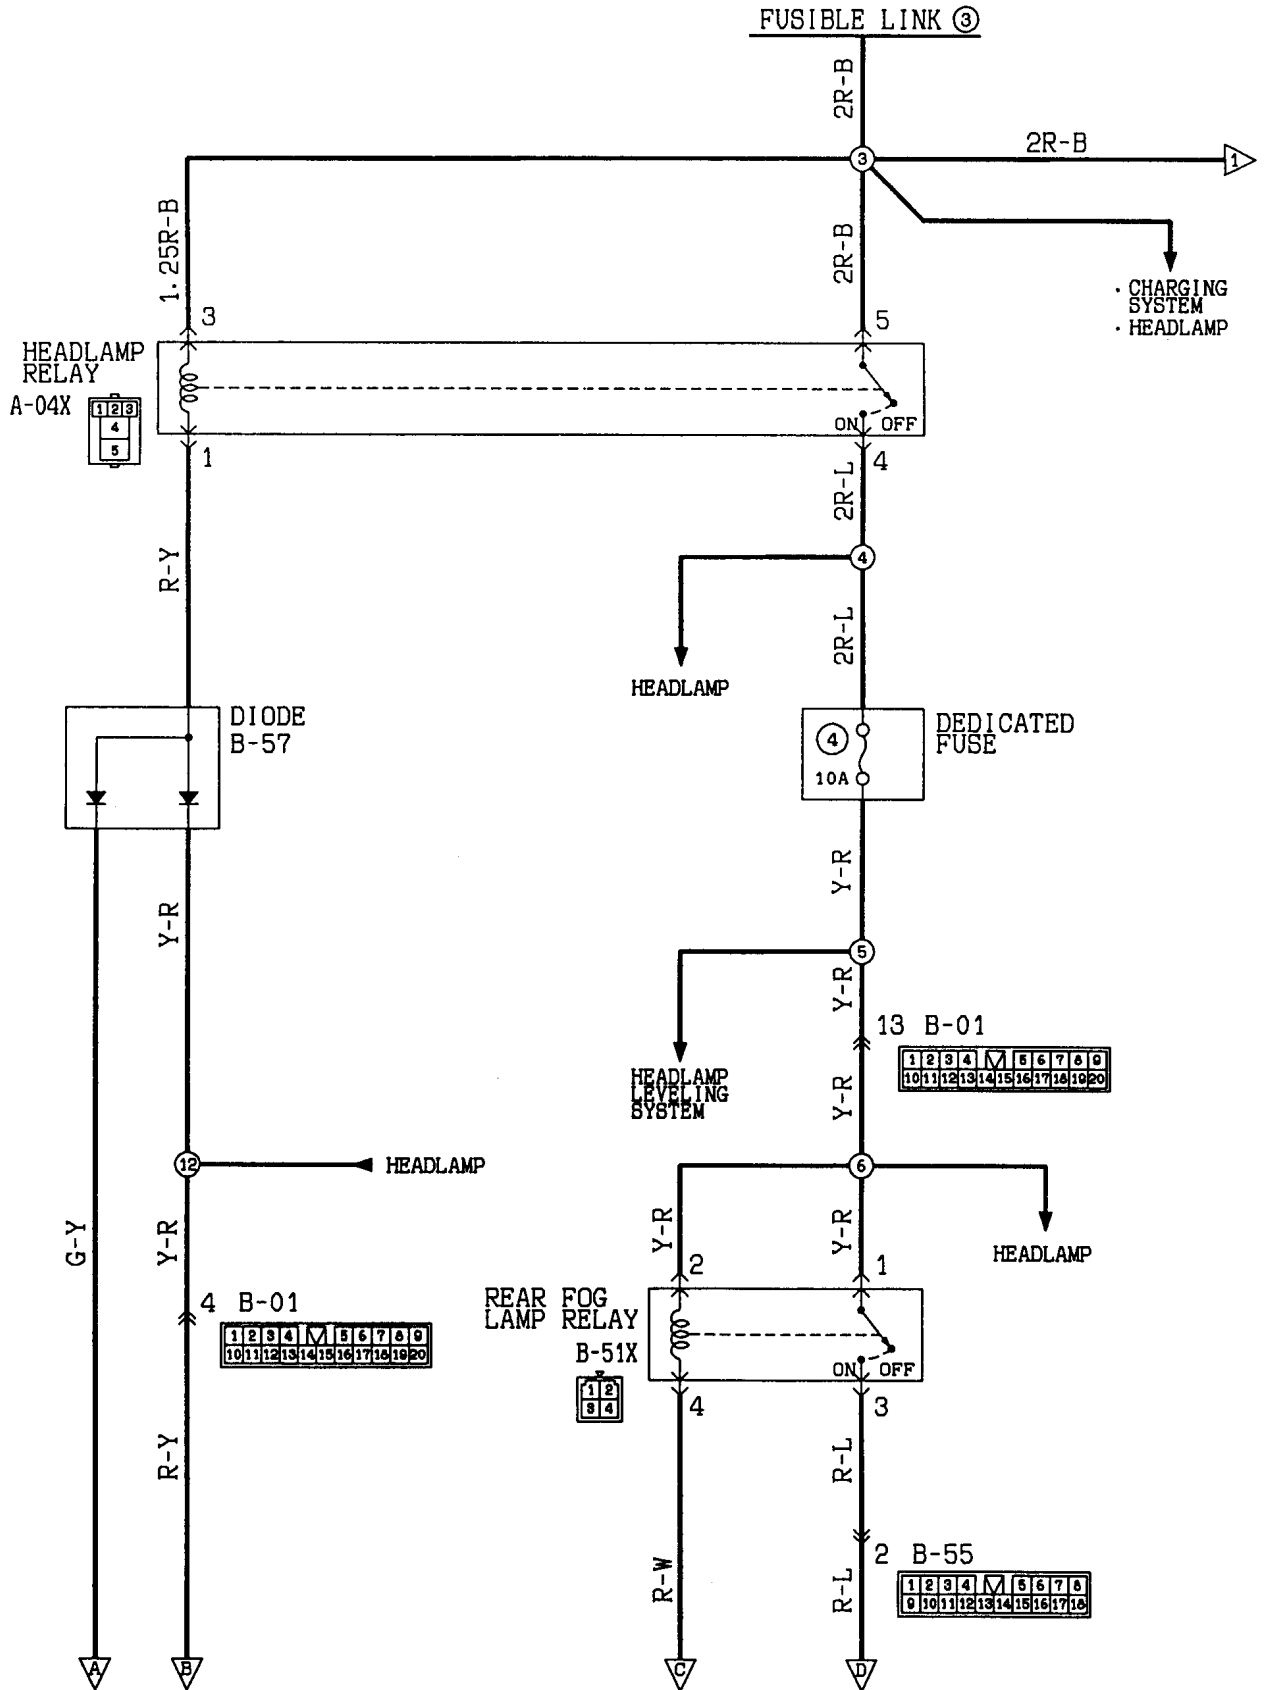 FUSIBLE LINK ③
2R-B
3
2R-B
1
1.25R-B
2R-B
· CHARGING
SYSTEM
· HEADLAMP
3
5
HEADLAMP
RELAY
A-04X
1 2 3
4
5
ON OFF
1
4
2R-L
R-Y
4
2R-L
HEADLAMP
DIODE
B-57
DEDICATED
FUSE
4
10A
Y-R
Y-R
5
Y-R
13 B-01
1 2 3 4 5 6 7 8 9
10 11 12 13 14 15 16 17 18 19 20
HEADLAMP
LEVELING
SYSTEM
Y-R
12
HEADLAMP
6
G-Y
Y-R
Y-R
Y-R
HEADLAMP
2
1
4 B-01
1 2 3 4 5 6 7 8 9
10 11 12 13 14 15 16 17 18 19 20
REAR FOG
LAMP RELAY
B-51X
1 2
3 4
ON OFF
4
3
R-Y
R-L
2 B-55
1 2 3 4 5 6 7 8
9 10 11 12 13 14 15 16 17 18
R-W
R-L
A
B
C
D